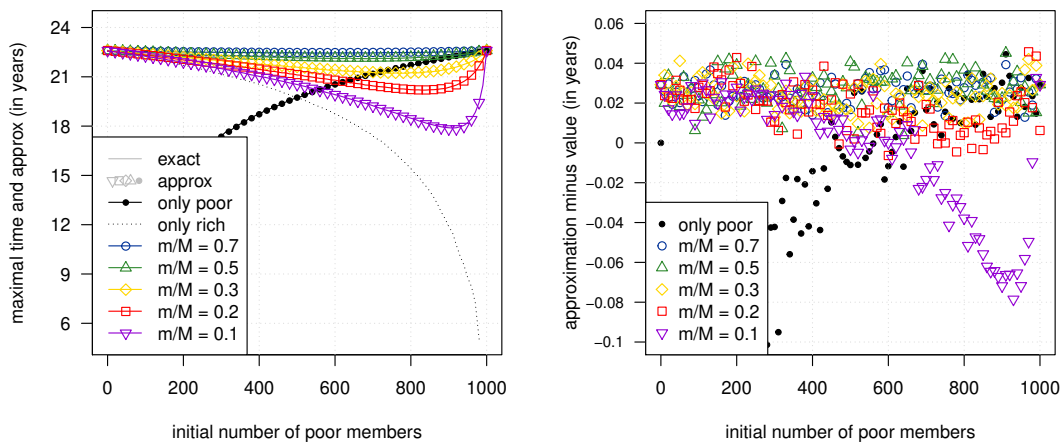 maximal time and approx (in years)
24
21
18
15
12
9
6
exact
approx
only poor
only rich
m/M = 0.7
m/M = 0.5
m/M = 0.3
m/M = 0.2
m/M = 0.1
0 200 400 600 800 1000
initial number of poor members
approximation minus value (in years)
0.06
0.04
0.02
0
−0.02
−0.04
−0.06
−0.08
−0.1
only poor
m/M = 0.7
m/M = 0.5
m/M = 0.3
m/M = 0.2
m/M = 0.1
0 200 400 600 800 1000
initial number of poor members